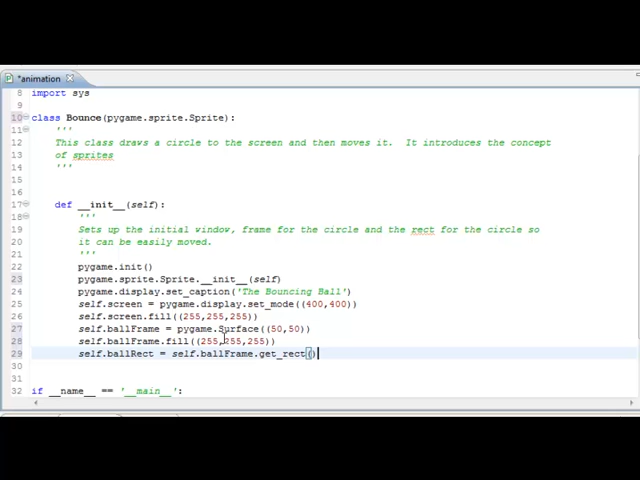 *animation
8 import sys
9
10 class Bounce(pygame.sprite.Sprite):
11 '''
12 This class draws a circle to the screen and then moves it. It introduces the concept
13 of sprites
14 '''
15
16
17 def __init__(self):
18 '''
19 Sets up the initial window, frame for the circle and the rect for the circle so
20 it can be easily moved.
21 '''
22 pygame.init()
23 pygame.sprite.Sprite.__init__(self)
24 pygame.display.set_caption('The Bouncing Ball')
25 self.screen = pygame.display.set_mode((400,400))
26 self.screen.fill((255,255,255))
27 self.ballFrame = pygame.Surface((50,50))
28 self.ballFrame.fill((255,255,255))
29 self.ballRect = self.ballFrame.get_rect()
30
31
32 if __name__ == '__main__':